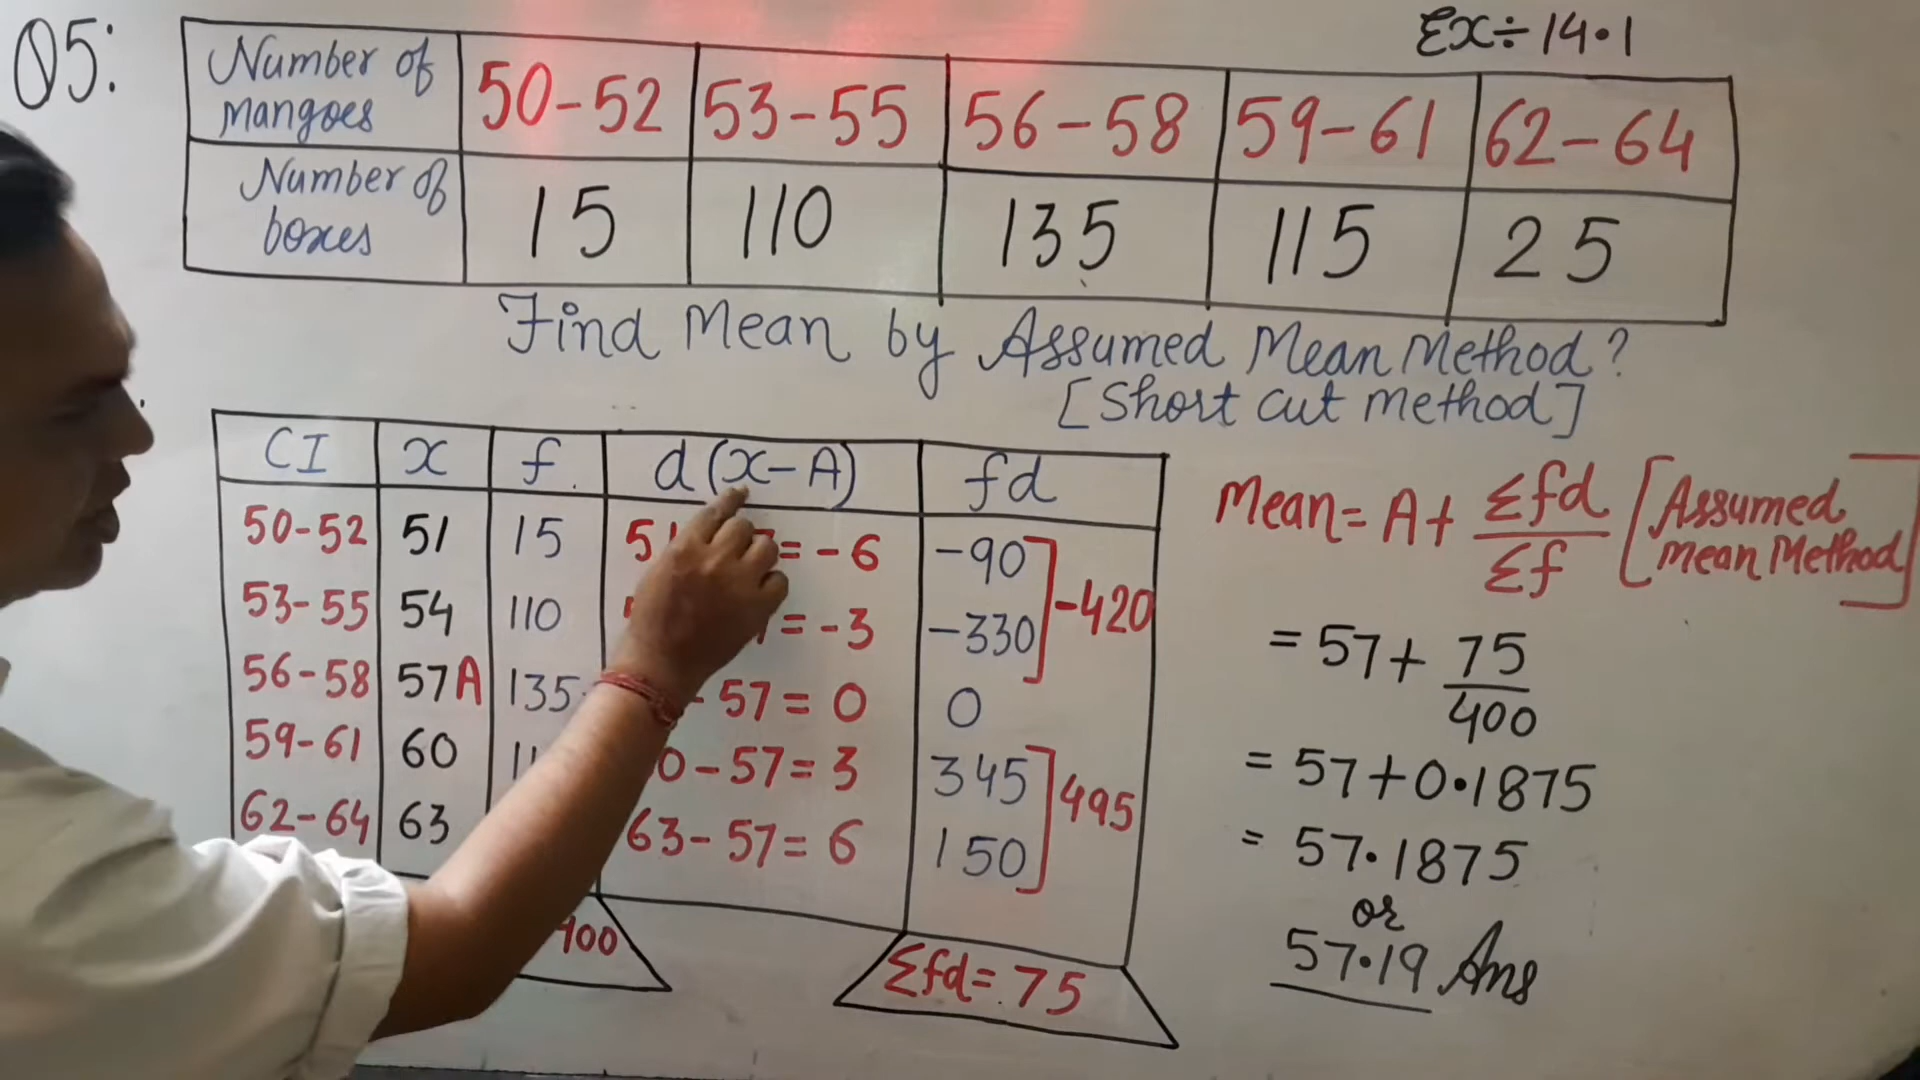 Q5:
Ex÷14.1
Number of mangoes 50-52 53-55 56-58 59-61 62-64
Number of boxes 15 110 135 115 25
Find Mean by Assumed Mean Method?
[Short cut method]
CI x f d(x-A) fd
50-52 51 15 = -6 -90
53-55 54 110 = -3 -330
-420
56-58 57A 135 57 = 0 0
59-61 60 0-57 = 3 345
62-64 63 63-57 = 6 150
495
400
Σfd = 75
Mean = A + Σfd/Σf [Assumed mean Method]
= 57 + 75/400
= 57+0.1875
= 57.1875
or
57.19 Ans